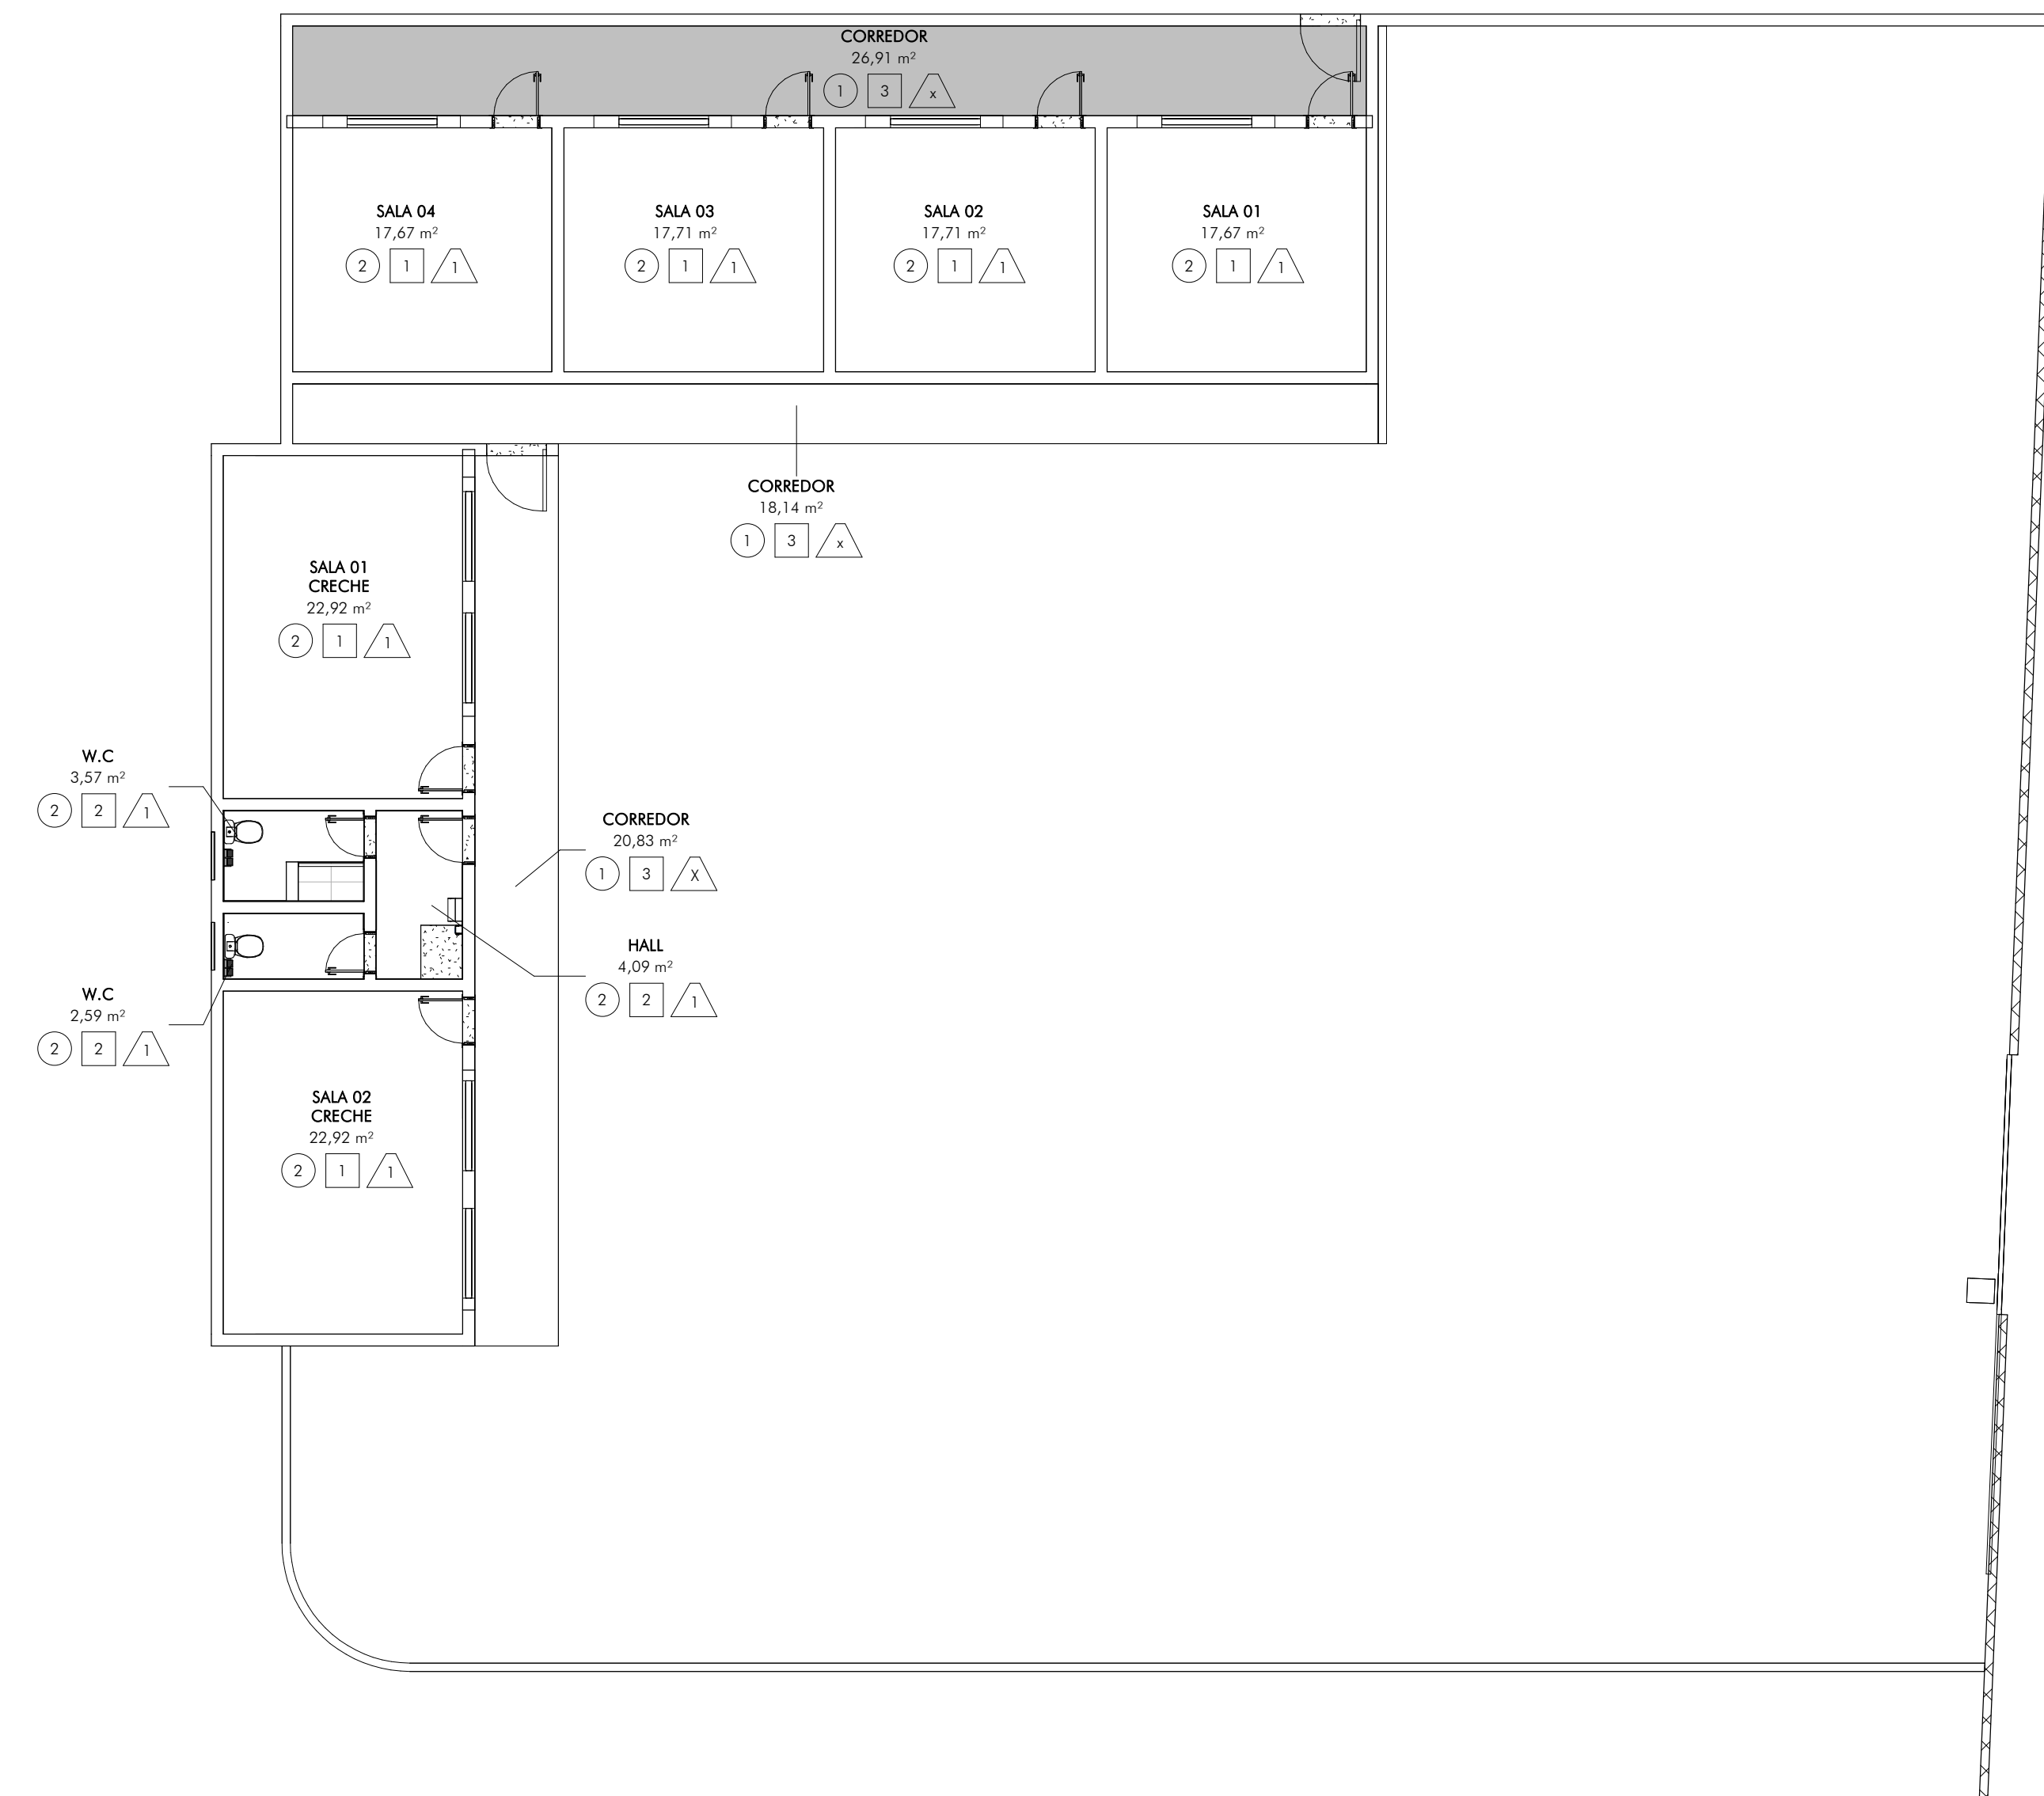 CORREDOR
26,91 m²
1 3 x
SALA 04
17,67 m²
2 1 1
SALA 03
17,71 m²
2 1 1
SALA 02
17,71 m²
2 1 1
SALA 01
17,67 m²
2 1 1
CORREDOR
18,14 m²
1 3 x
SALA 01
CRECHE
22,92 m²
2 1 1
W.C
3,57 m²
2 2 1
CORREDOR
20,83 m²
1 3 X
HALL
4,09 m²
2 2 1
W.C
2,59 m²
2 2 1
SALA 02
CRECHE
22,92 m²
2 1 1